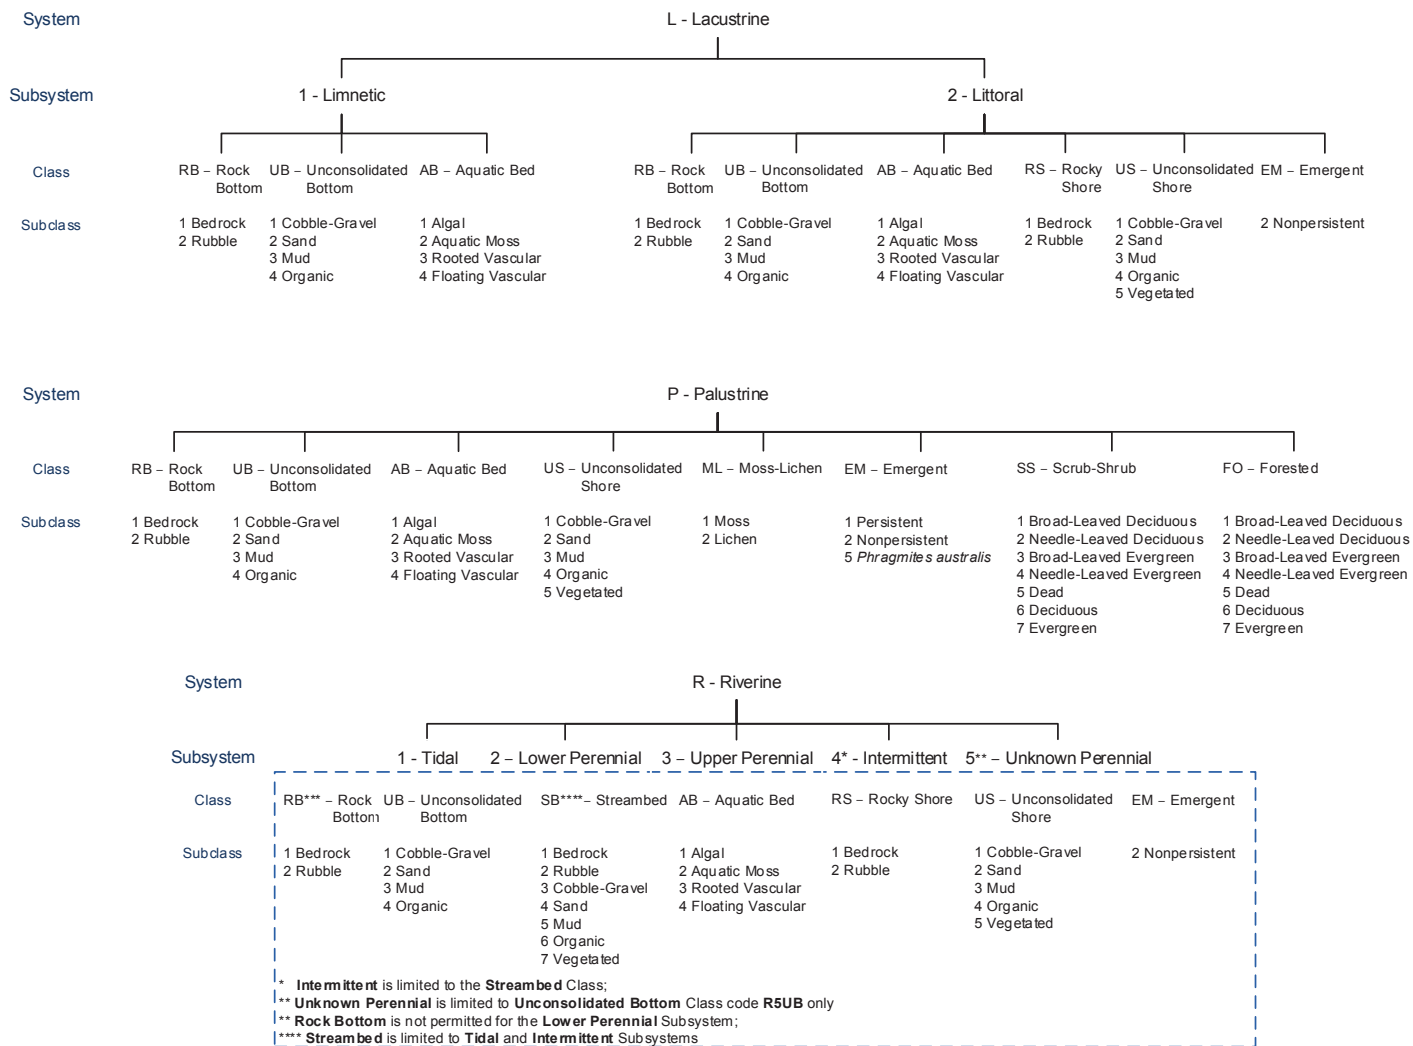 System
L - Lacustrine
Subsystem
1 - Limnetic
2 - Littoral
Class
RB – Rock
Bottom
UB – Unconsolidated
Bottom
AB – Aquatic Bed
RB – Rock
Bottom
UB – Unconsolidated
Bottom
AB – Aquatic Bed
RS – Rocky
Shore
US – Unconsolidated
Shore
EM – Emergent
Subclass
1 Bedrock
2 Rubble
1 Cobble-Gravel
2 Sand
3 Mud
4 Organic
1 Algal
2 Aquatic Moss
3 Rooted Vascular
4 Floating Vascular
1 Bedrock
2 Rubble
1 Cobble-Gravel
2 Sand
3 Mud
4 Organic
1 Algal
2 Aquatic Moss
3 Rooted Vascular
4 Floating Vascular
1 Bedrock
2 Rubble
1 Cobble-Gravel
2 Sand
3 Mud
4 Organic
5 Vegetated
2 Nonpersistent
System
P - Palustrine
Class
RB – Rock
Bottom
UB – Unconsolidated
Bottom
AB – Aquatic Bed
US – Unconsolidated
Shore
ML – Moss-Lichen
EM – Emergent
SS – Scrub-Shrub
FO – Forested
Subclass
1 Bedrock
2 Rubble
1 Cobble-Gravel
2 Sand
3 Mud
4 Organic
1 Algal
2 Aquatic Moss
3 Rooted Vascular
4 Floating Vascular
1 Cobble-Gravel
2 Sand
3 Mud
4 Organic
5 Vegetated
1 Moss
2 Lichen
1 Persistent
2 Nonpersistent
5 Phragmites australis
1 Broad-Leaved Deciduous
2 Needle-Leaved Deciduous
3 Broad-Leaved Evergreen
4 Needle-Leaved Evergreen
5 Dead
6 Deciduous
7 Evergreen
1 Broad-Leaved Deciduous
2 Needle-Leaved Deciduous
3 Broad-Leaved Evergreen
4 Needle-Leaved Evergreen
5 Dead
6 Deciduous
7 Evergreen
System
R - Riverine
Subsystem
1 - Tidal
2 – Lower Perennial
3 – Upper Perennial
4* - Intermittent
5** – Unknown Perennial
Class
RB*** – Rock
Bottom
UB – Unconsolidated
Bottom
SB****– Streambed
AB – Aquatic Bed
RS – Rocky Shore
US – Unconsolidated
Shore
EM – Emergent
Subclass
1 Bedrock
2 Rubble
1 Cobble-Gravel
2 Sand
3 Mud
4 Organic
1 Bedrock
2 Rubble
3 Cobble-Gravel
4 Sand
5 Mud
6 Organic
7 Vegetated
1 Algal
2 Aquatic Moss
3 Rooted Vascular
4 Floating Vascular
1 Bedrock
2 Rubble
1 Cobble-Gravel
2 Sand
3 Mud
4 Organic
5 Vegetated
2 Nonpersistent
* Intermittent is limited to the Streambed Class;
** Unknown Perennial is limited to Unconsolidated Bottom Class code R5UB only
** Rock Bottom is not permitted for the Lower Perennial Subsystem;
**** Streambed is limited to Tidal and Intermittent Subsystems